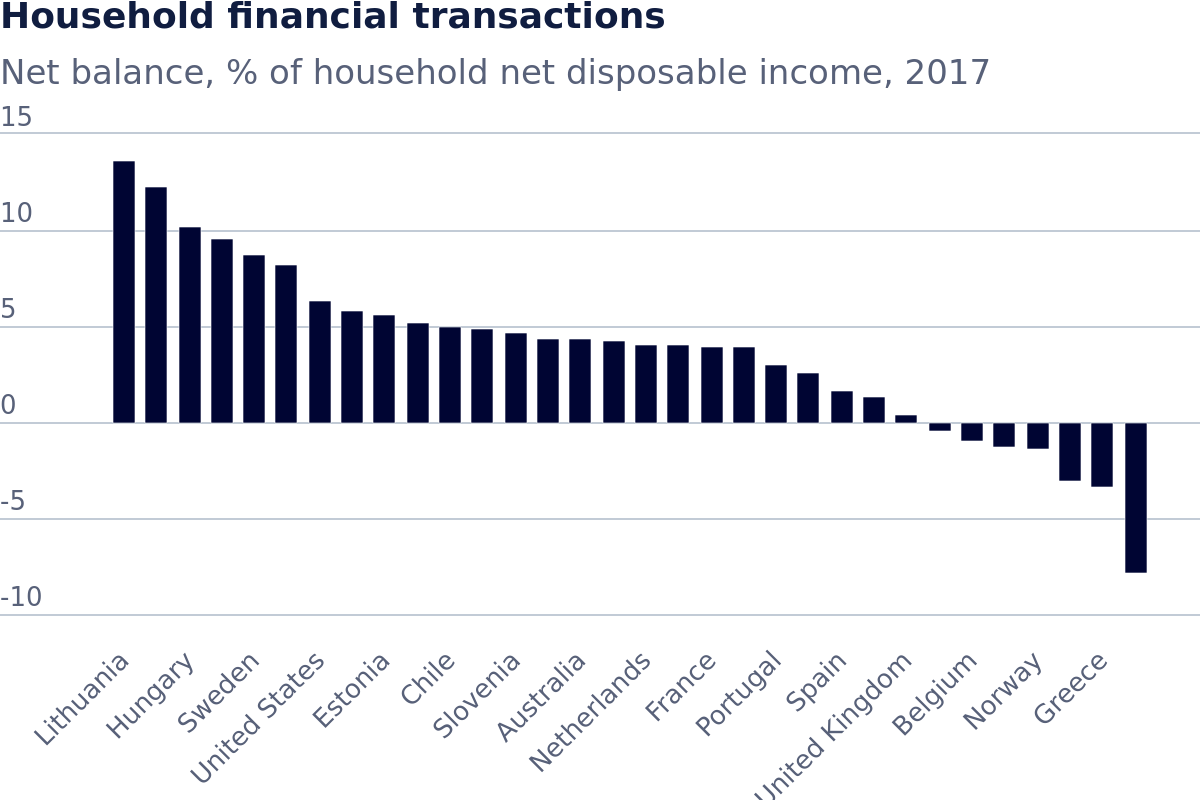 Household financial transactions
Net balance, % of household net disposable income, 2017
15
10
5
0
-5
-10
Lithuania
Hungary
Sweden
United States
Estonia
Chile
Slovenia
Australia
Netherlands
France
Portugal
Spain
United Kingdom
Belgium
Norway
Greece